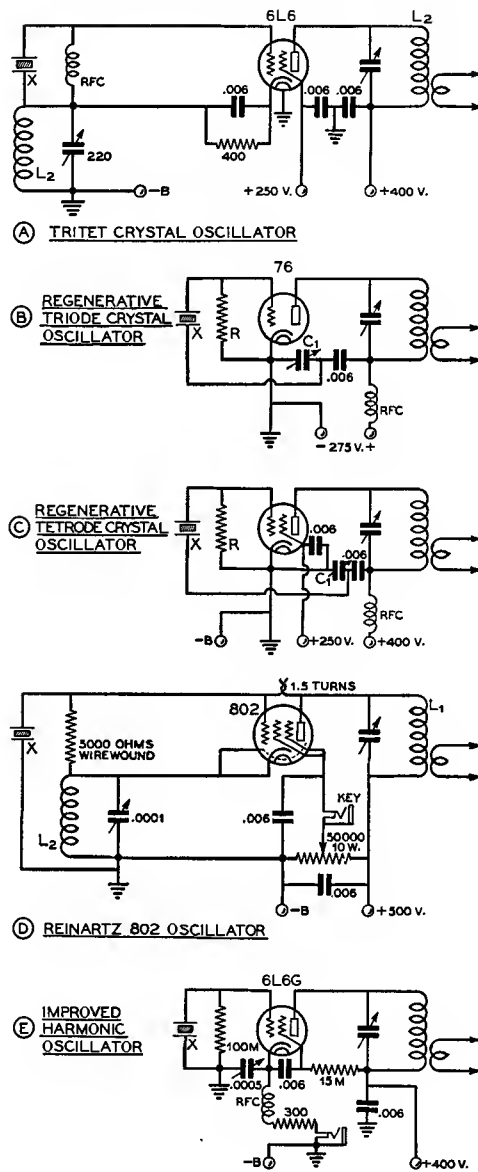 6L6
L2
X
RFC
.006
.006
.006
L2
220
400
-B
+250 V.
+400 V.
A TRITET CRYSTAL OSCILLATOR
76
B REGENERATIVE
TRIODE CRYSTAL
OSCILLATOR
X
R
C1
.006
RFC
- 275 V. +
C REGENERATIVE
TETRODE CRYSTAL
OSCILLATOR
X
R
.006
C1
.006
RFC
-B
+250 V.
+400 V.
1.5 TURNS
802
L1
X
5000 OHMS
WIREWOUND
L2
.0001
.006
KEY
50000
10 W.
.006
-B
+500 V.
D REINARTZ 802 OSCILLATOR
6L6G
E IMPROVED
HARMONIC
OSCILLATOR
X
100M
.0005
.006
15 M
RFC
300
.006
-B
+400 V.